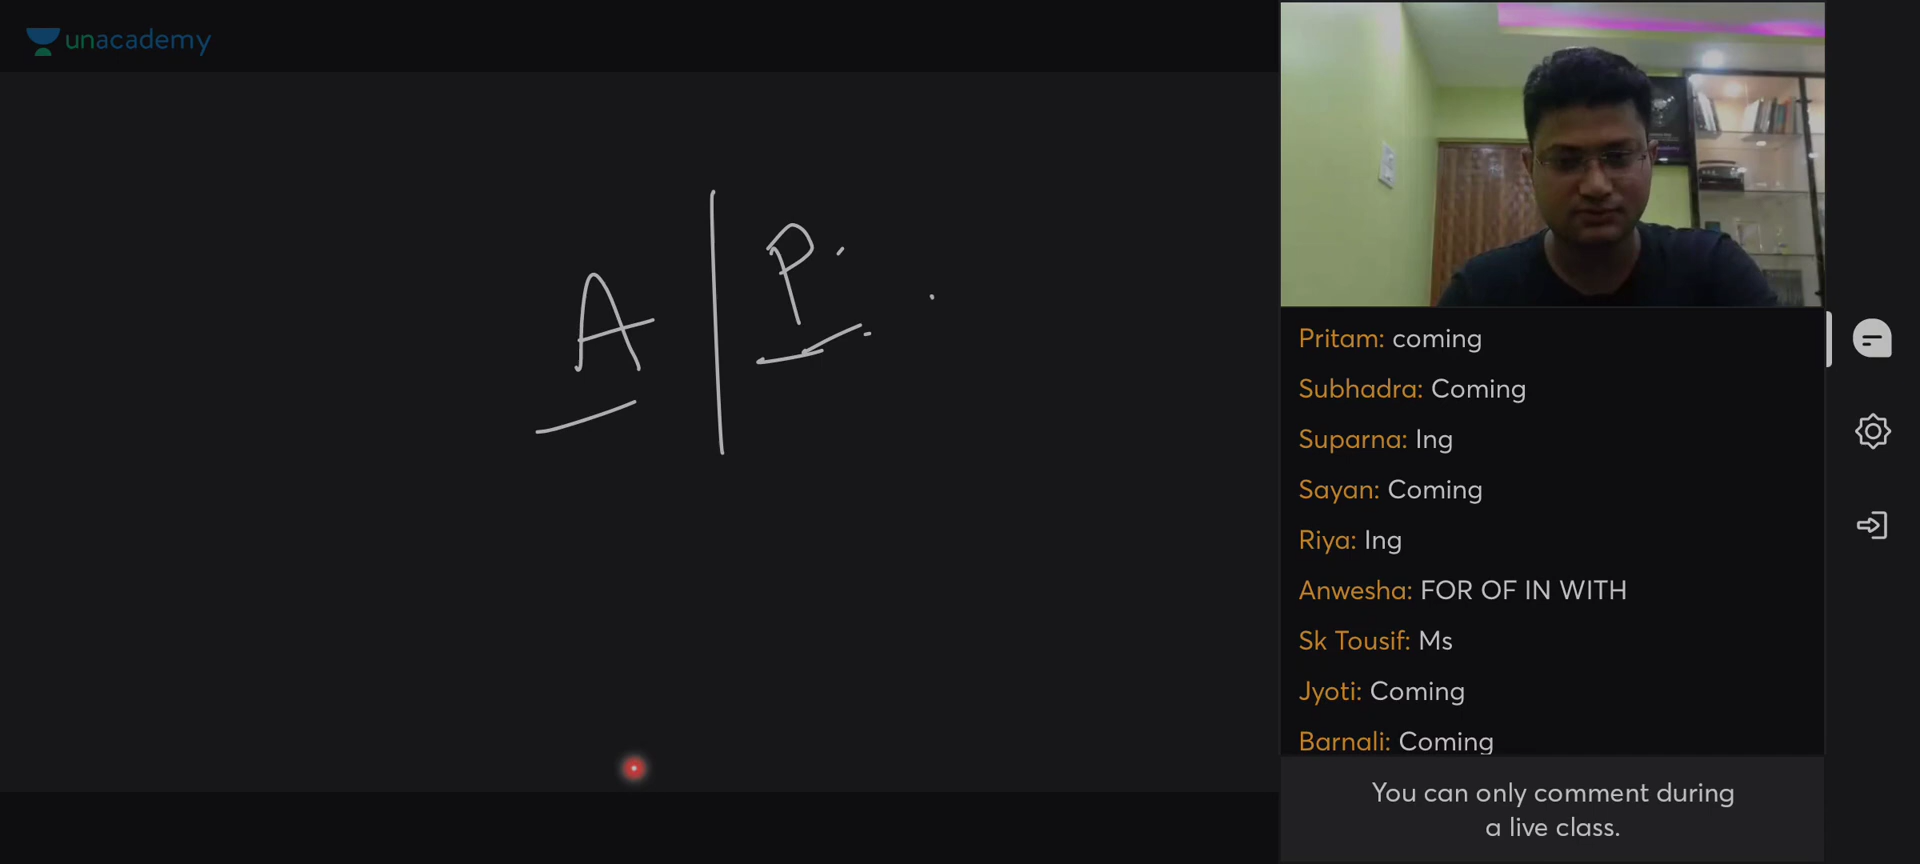 unacademy
A | P.
Pritam: coming
Subhadra: Coming
Suparna: Ing
Sayan: Coming
Riya: Ing
Anwesha: FOR OF IN WITH
Sk Tousif: Ms
Jyoti: Coming
Barnali: Coming
You can only comment during
a live class.